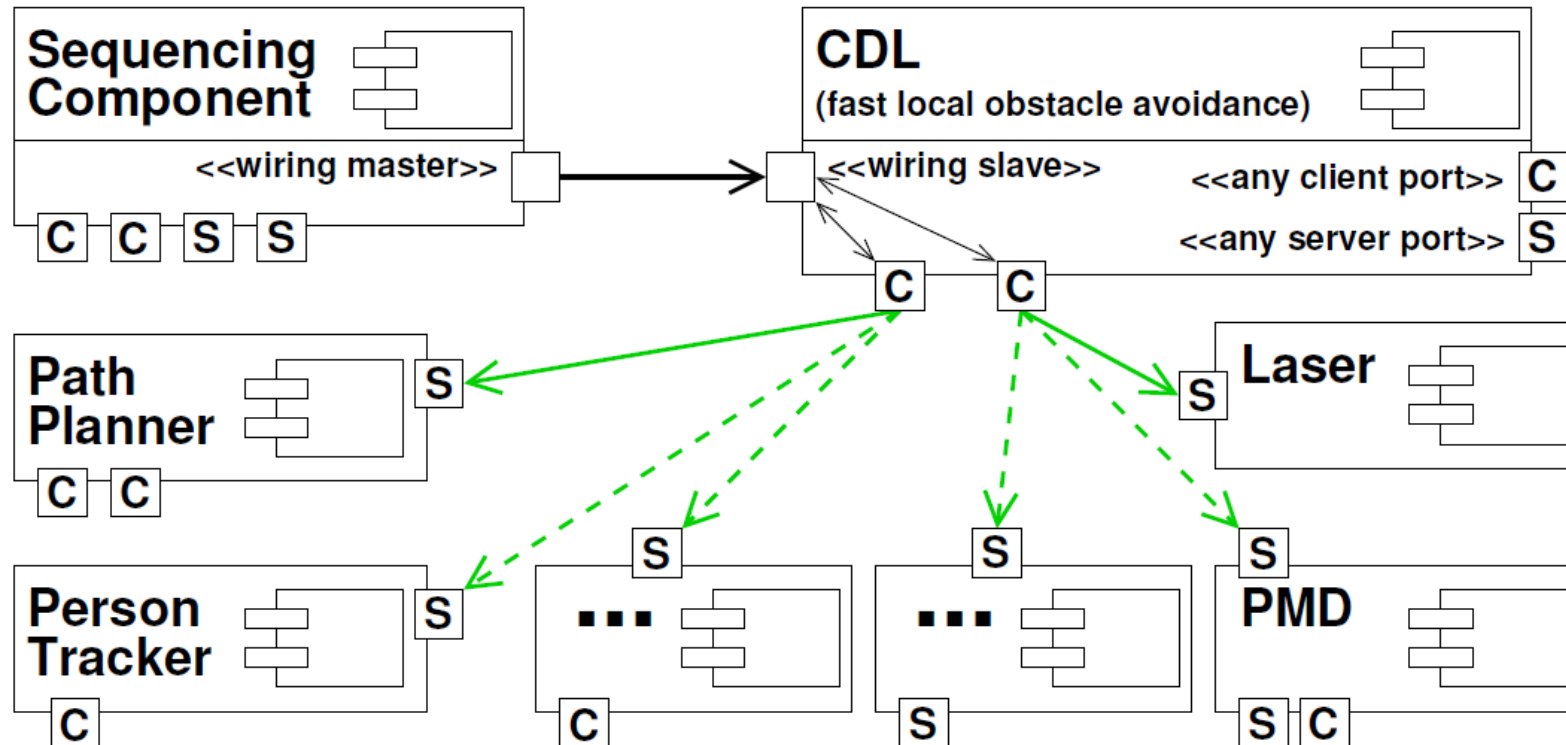 Sequencing
Component
CDL
(fast local obstacle avoidance)
<<wiring master>>
<<wiring slave>>
<<any client port>>
C
<<any server port>>
S
C
C
S
S
C
C
Path
Planner
S
Laser
S
C
C
S
S
S
Person
Tracker
S
...
...
PMD
C
C
S
S
C